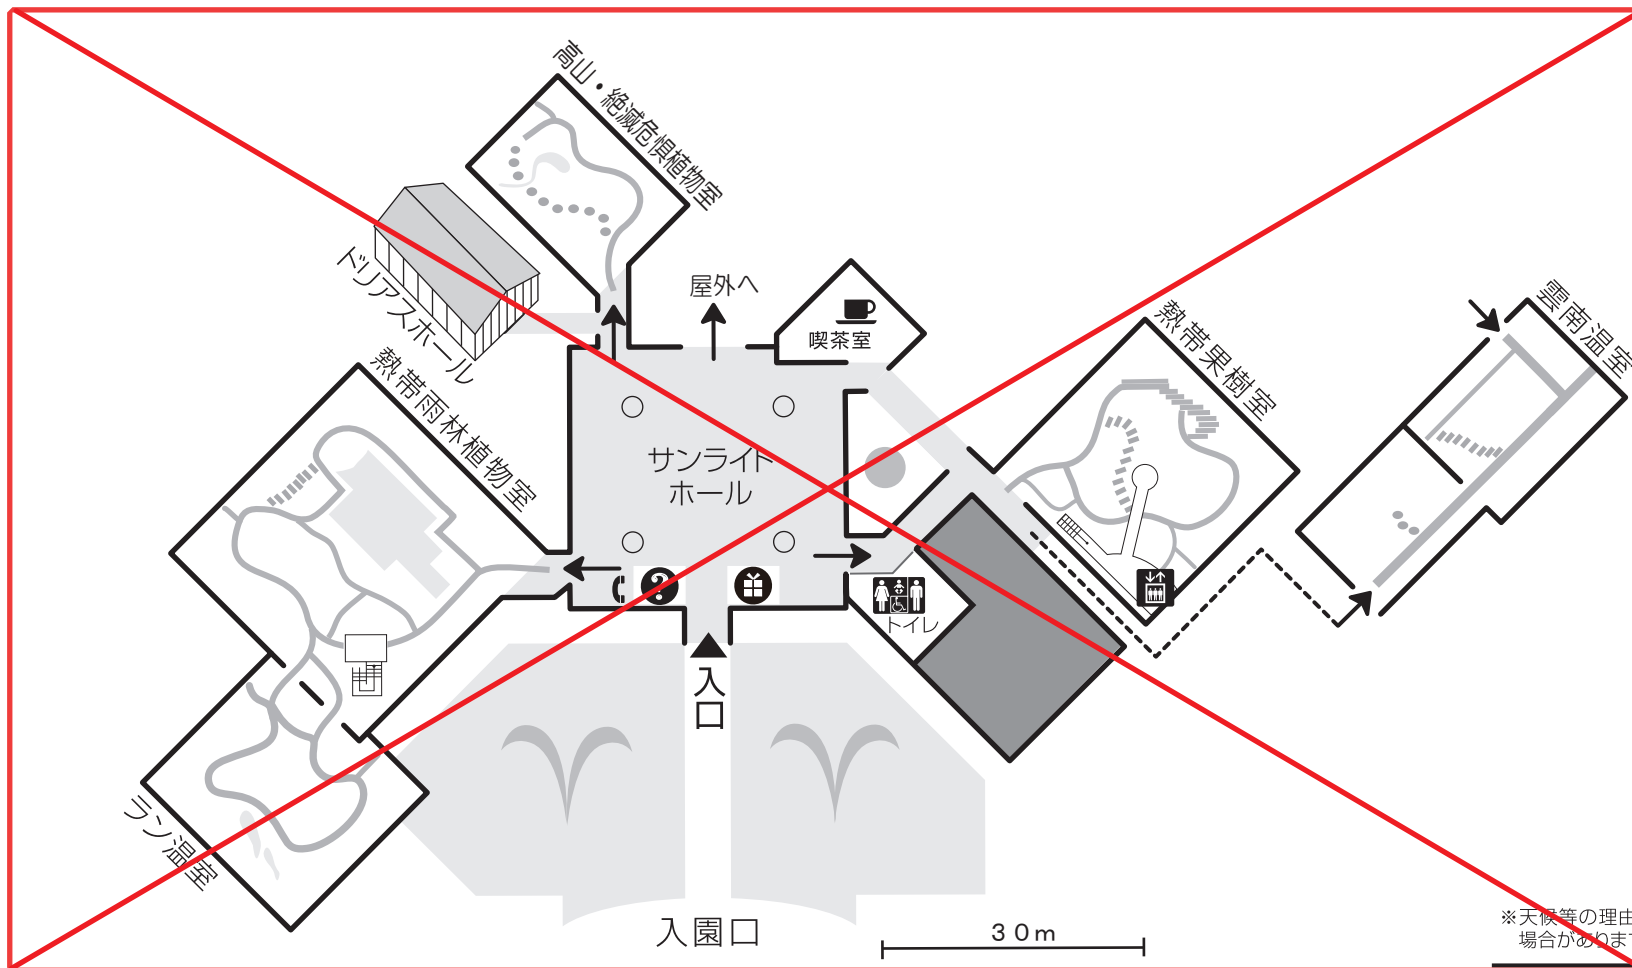 高山・絶滅危惧植物室
ドリアスホール
屋外へ
喫茶室
雲南温室
熱帯果樹室
熱帯雨林植物室
サンライト
ホール
?
トイレ
入
口
ラン温室
入園口
30m
※天候等の理由
場合があります